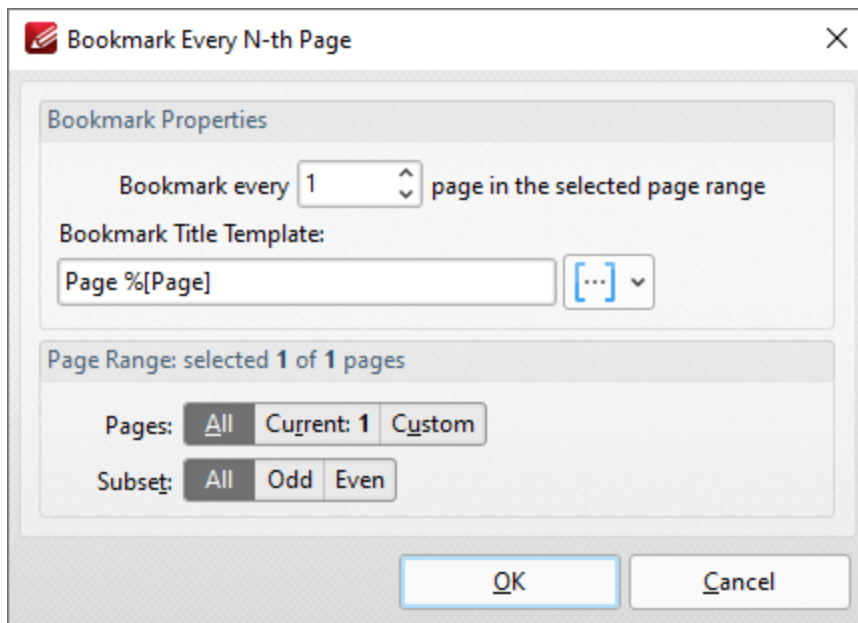 Bookmark Every N-th Page
Bookmark Properties
Bookmark every 1 page in the selected page range
Bookmark Title Template:
Page %[Page]
Page Range: selected 1 of 1 pages
Pages: All Current: 1 Custom
Subset: All Odd Even
OK Cancel